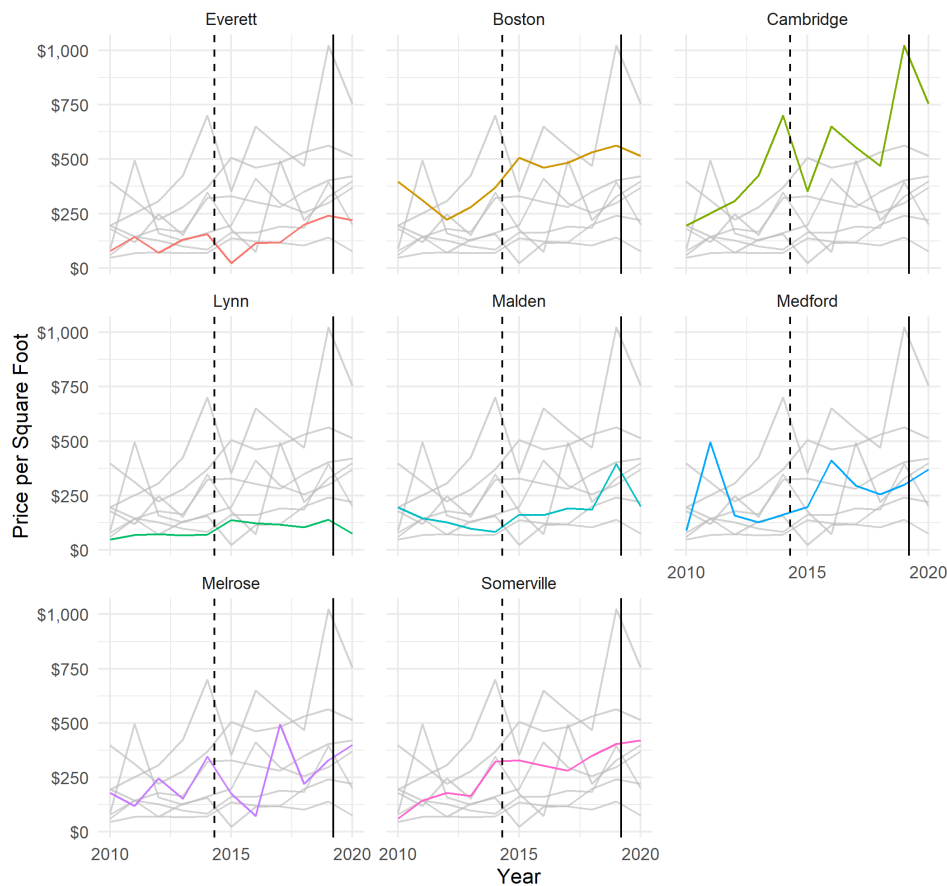 Everett
Boston
Cambridge
$1,000
$750
$500
$250
$0
Lynn
Malden
Medford
$1,000
$750
$500
$250
$0
2010
2015
2020
Melrose
Somerville
$1,000
$750
$500
$250
$0
2010
2015
2020
2010
2015
2020
Year
Price per Square Foot